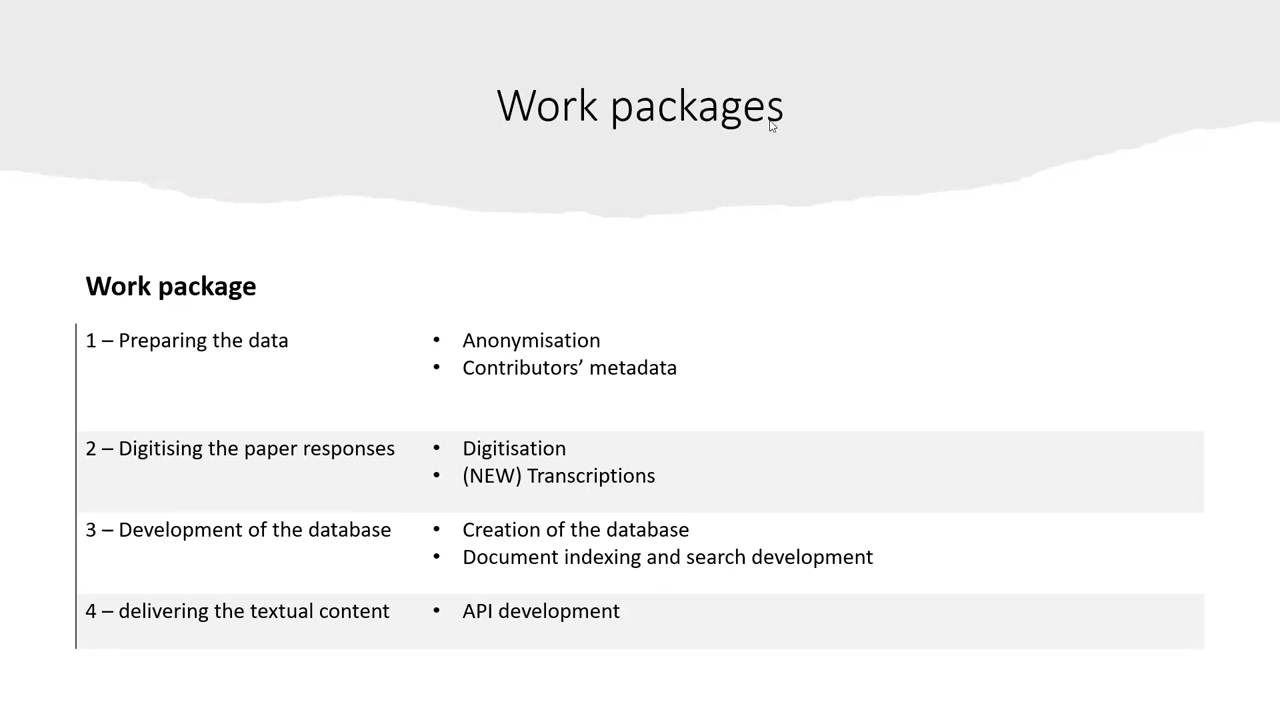 Work packages
Work package
1 – Preparing the data
• Anonymisation
• Contributors’ metadata
2 – Digitising the paper responses
• Digitisation
• (NEW) Transcriptions
3 – Development of the database
• Creation of the database
• Document indexing and search development
4 – delivering the textual content
• API development